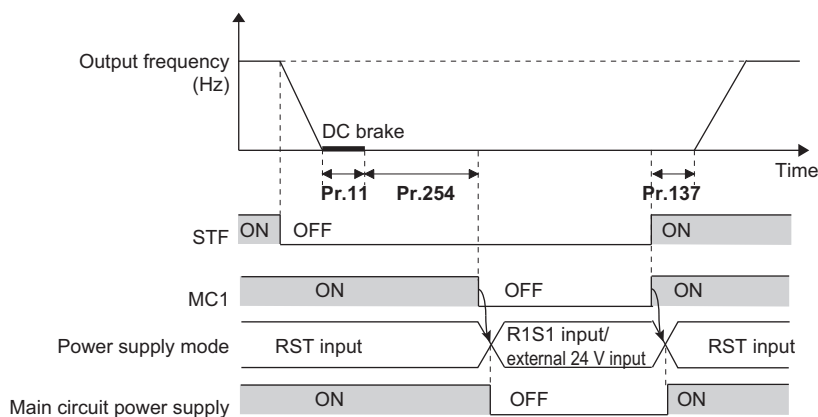 Output frequency
(Hz)
DC brake
Time
Pr.11
Pr.254
Pr.137
STF
ON
OFF
ON
MC1
ON
OFF
ON
Power supply mode
RST input
R1S1 input/
external 24 V input
RST input
Main circuit power supply
ON
OFF
ON